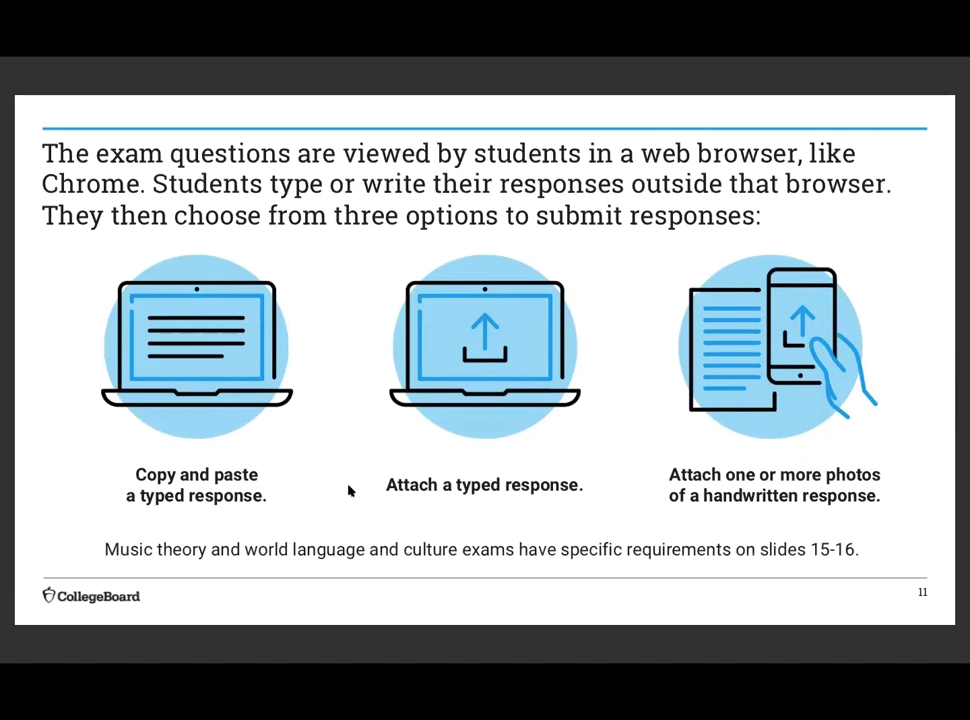 The exam questions are viewed by students in a web browser, like
Chrome. Students type or write their responses outside that browser.
They then choose from three options to submit responses:
Copy and paste
a typed response.
Attach a typed response.
Attach one or more photos
of a handwritten response.
Music theory and world language and culture exams have specific requirements on slides 15-16.
CollegeBoard
11